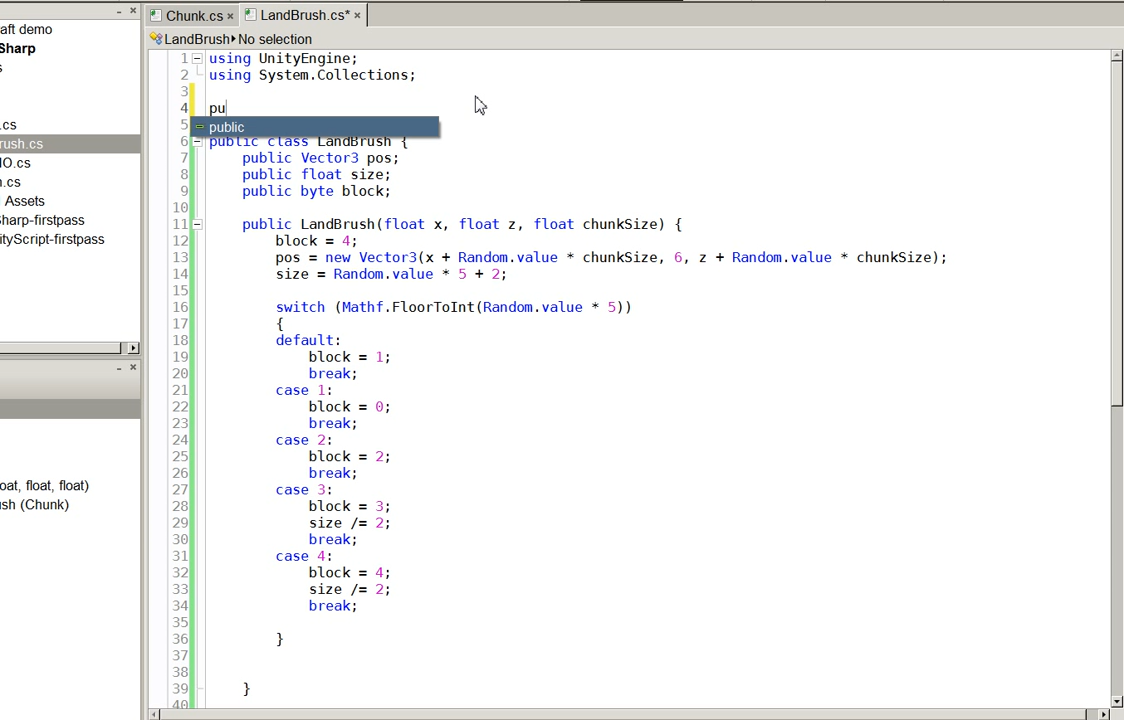 aft demo
Sharp
s
.cs
rush.cs
IO.cs
n.cs
Assets
Sharp-firstpass
ityScript-firstpass
oat, float, float)
ush (Chunk)
Chunk.cs × LandBrush.cs* ×
LandBrush No selection
1 using UnityEngine;
2 using System.Collections;
3
4 pu
5 public
6 public class LandBrush {
7 public Vector3 pos;
8 public float size;
9 public byte block;
10
11 public LandBrush(float x, float z, float chunkSize) {
12 block = 4;
13 pos = new Vector3(x + Random.value * chunkSize, 6, z + Random.value * chunkSize);
14 size = Random.value * 5 + 2;
15
16 switch (Mathf.FloorToInt(Random.value * 5))
17 {
18 default:
19 block = 1;
20 break;
21 case 1:
22 block = 0;
23 break;
24 case 2:
25 block = 2;
26 break;
27 case 3:
28 block = 3;
29 size /= 2;
30 break;
31 case 4:
32 block = 4;
33 size /= 2;
34 break;
35
36 }
37
38
39 }
40